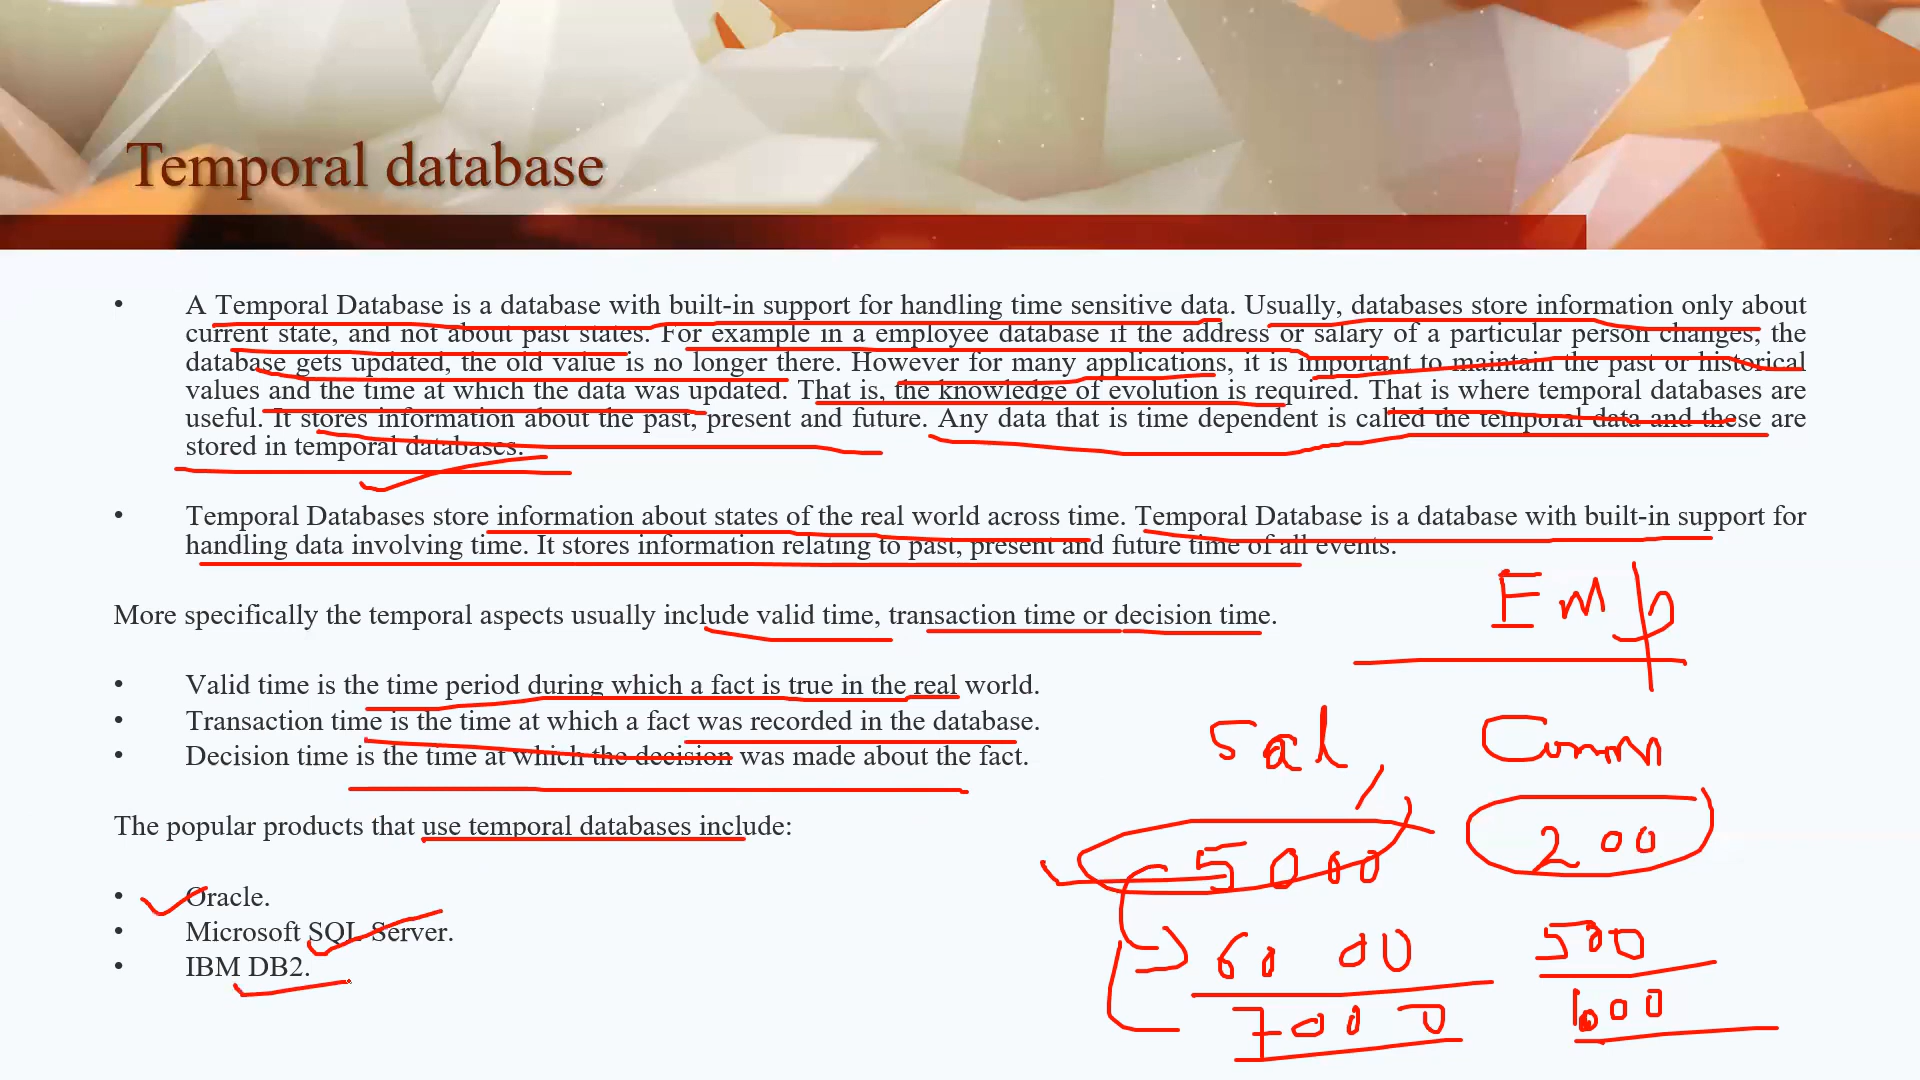 Temporal database
• A Temporal Database is a database with built-in support for handling time sensitive data. Usually, databases store information only about
current state, and not about past states. For example in a employee database if the address or salary of a particular person changes, the
database gets updated, the old value is no longer there. However for many applications, it is important to maintain the past or historical
values and the time at which the data was updated. That is, the knowledge of evolution is required. That is where temporal databases are
useful. It stores information about the past, present and future. Any data that is time dependent is called the temporal data and these are
stored in temporal databases.
• Temporal Databases store information about states of the real world across time. Temporal Database is a database with built-in support for
handling data involving time. It stores information relating to past, present and future time of all events.
More specifically the temporal aspects usually include valid time, transaction time or decision time.
• Valid time is the time period during which a fact is true in the real world.
• Transaction time is the time at which a fact was recorded in the database.
• Decision time is the time at which the decision was made about the fact.
The popular products that use temporal databases include:
• Oracle.
• Microsoft SQL Server.
• IBM DB2.
Emp
Sal Comm
5000 200
6000 500
7000 600